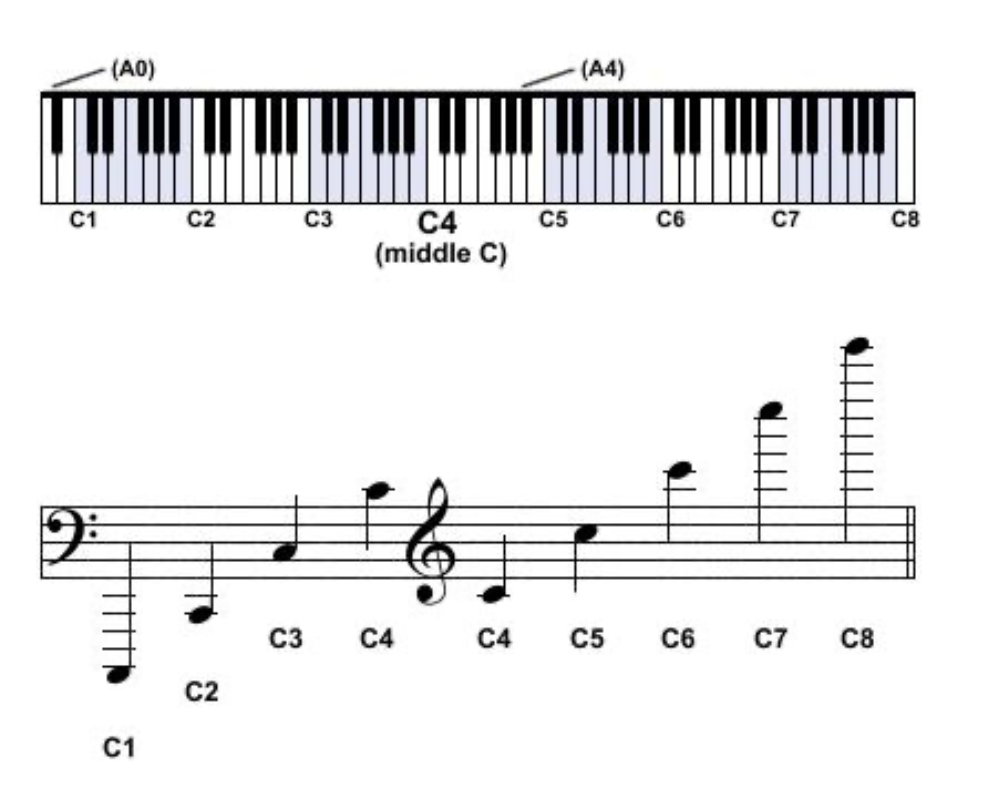 (A0) (A4)
C1 C2 C3 C4 C5 C6 C7 C8
(middle C)
C3 C4 C4 C5 C6 C7 C8
C2
C1